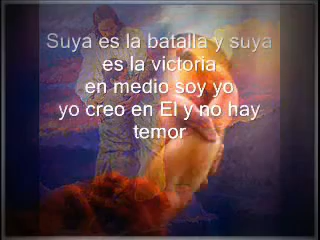 Suya es la batalla y suya
es la victoria
en medio soy yo
yo creo en El y no hay
temor